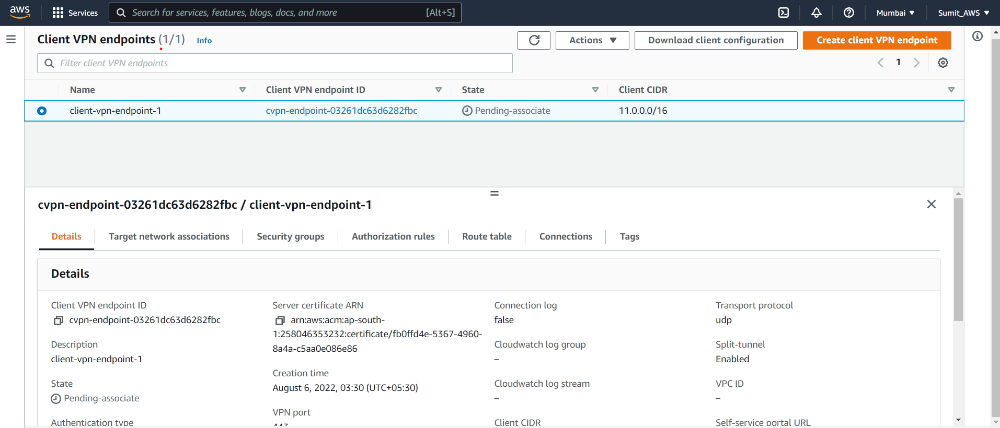 aws Services Search for services, features, blogs, docs, and more [Alt+S] Mumbai Sumit_AWS
Client VPN endpoints (1/1) Info Actions Download client configuration Create client VPN endpoint
Filter client VPN endpoints 1
Name Client VPN endpoint ID State Client CIDR
client-vpn-endpoint-1 cvpn-endpoint-03261dc63d6282fbc Pending-associate 11.0.0.0/16
cvpn-endpoint-03261dc63d6282fbc / client-vpn-endpoint-1
Details Target network associations Security groups Authorization rules Route table Connections Tags
Details
Client VPN endpoint ID
cvpn-endpoint-03261dc63d6282fbc
Description
client-vpn-endpoint-1
State
Pending-associate
Authentication type
Server certificate ARN
arn:aws:acm:ap-south-
1:258046353232:certificate/fb0ffd4e-5367-4960-
8a4a-c5aa0e086e86
Creation time
August 6, 2022, 03:30 (UTC+05:30)
VPN port
443
Connection log
false
Cloudwatch log group
–
Cloudwatch log stream
–
Client CIDR
Transport protocol
udp
Split-tunnel
Enabled
VPC ID
–
Self-service portal URL